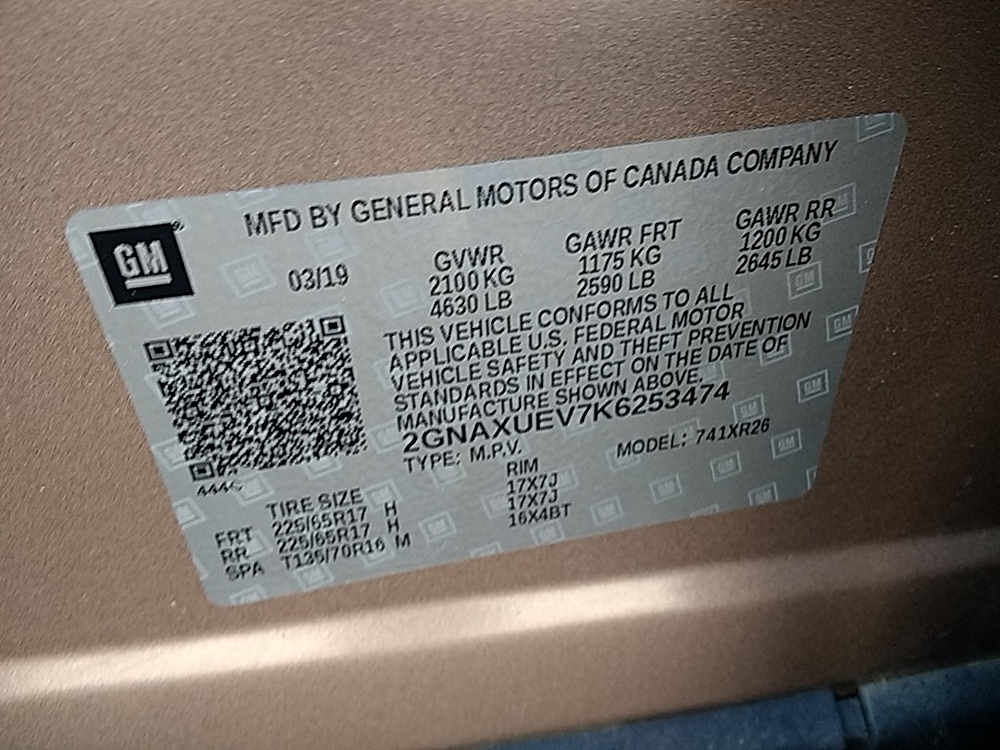 MFD BY GENERAL MOTORS OF CANADA COMPANY
GM
03/19
GVWR
2100 KG
4630 LB
GAWR FRT
1175 KG
2590 LB
GAWR RR
1200 KG
2645 LB
THIS VEHICLE CONFORMS TO ALL
APPLICABLE U.S. FEDERAL MOTOR
VEHICLE SAFETY AND THEFT PREVENTION
STANDARDS IN EFFECT ON THE DATE OF
MANUFACTURE SHOWN ABOVE.
2GNAXUEV7K6253474
TYPE: M.P.V.
MODEL: 741XR26
TIRE SIZE
RIM
FRT 225/65R17 H 17X7J
RR 225/65R17 H 17X7J
SPA T135/70R16 M 16X4BT